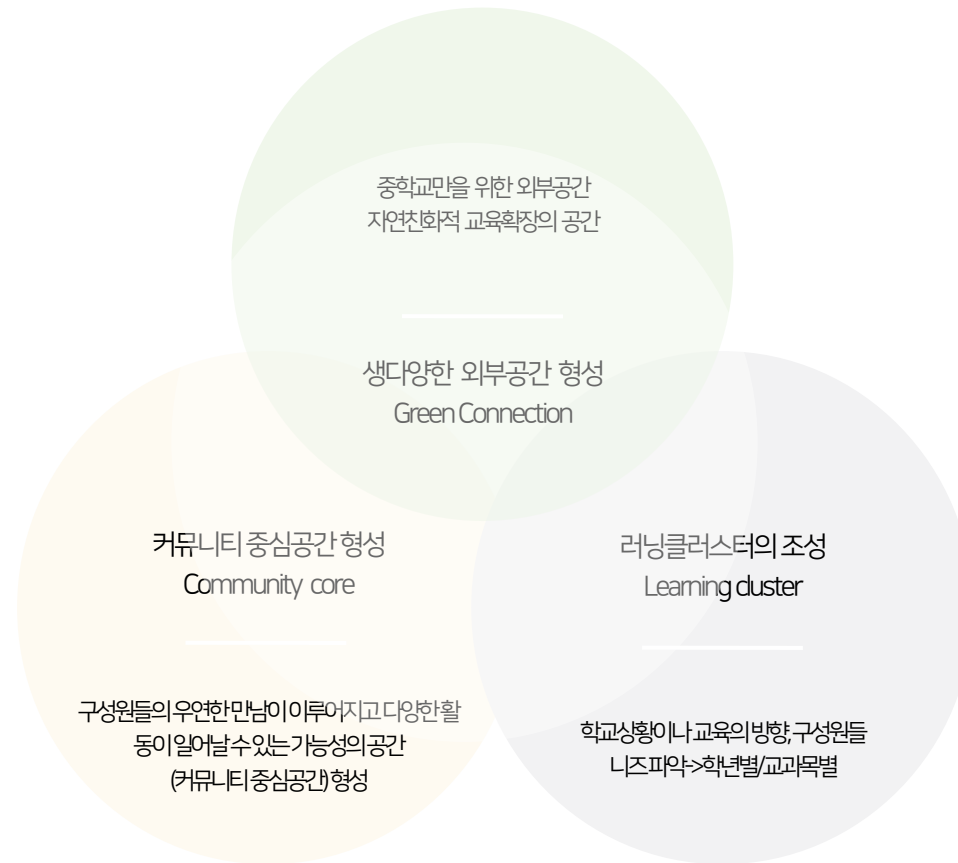 중학교만을 위한 외부공간
자연친화적 교육확장의 공간
생다양한 외부공간 형성
Green Connection
커뮤니티 중심공간 형성
Community core
구성원들의 우연한 만남이 이루어지고 다양한 활
동이 일어날 수 있는 가능성의 공간
(커뮤니티 중심공간) 형성
러닝클러스터의 조성
Learning cluster
학교상황이나 교육의 방향, 구성원들
니즈 파악->학년별/교과목별